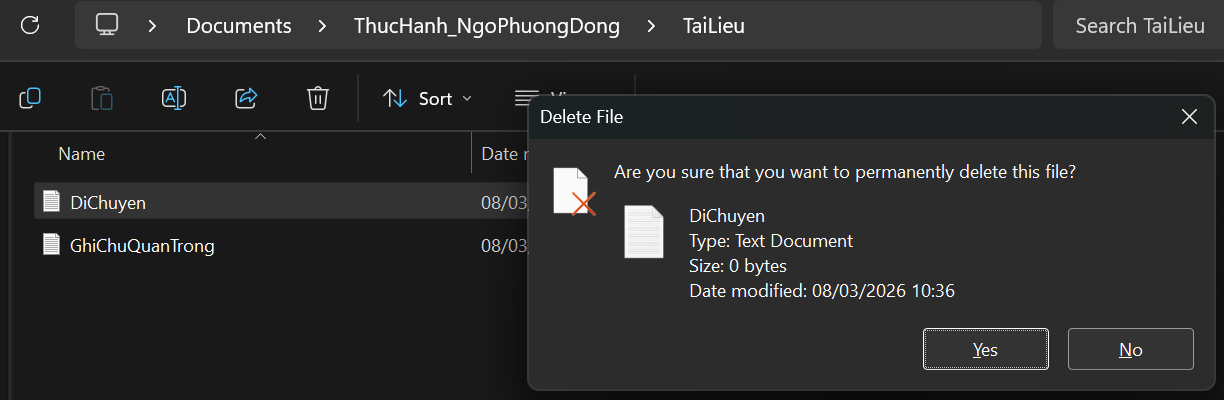 Documents > ThucHanh_NgoPhuongDong > TaiLieu
Search TaiLieu
Sort
Name
Date
DiChuyen
08/03
GhiChuQuanTrong
08/03
Delete File
Are you sure that you want to permanently delete this file?
DiChuyen
Type: Text Document
Size: 0 bytes
Date modified: 08/03/2026 10:36
Yes
No